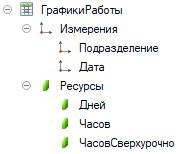 ГрафикиРаботы
Измерения
Подразделение
Дата
Ресурсы
Дней
Часов
ЧасовСверхурочно